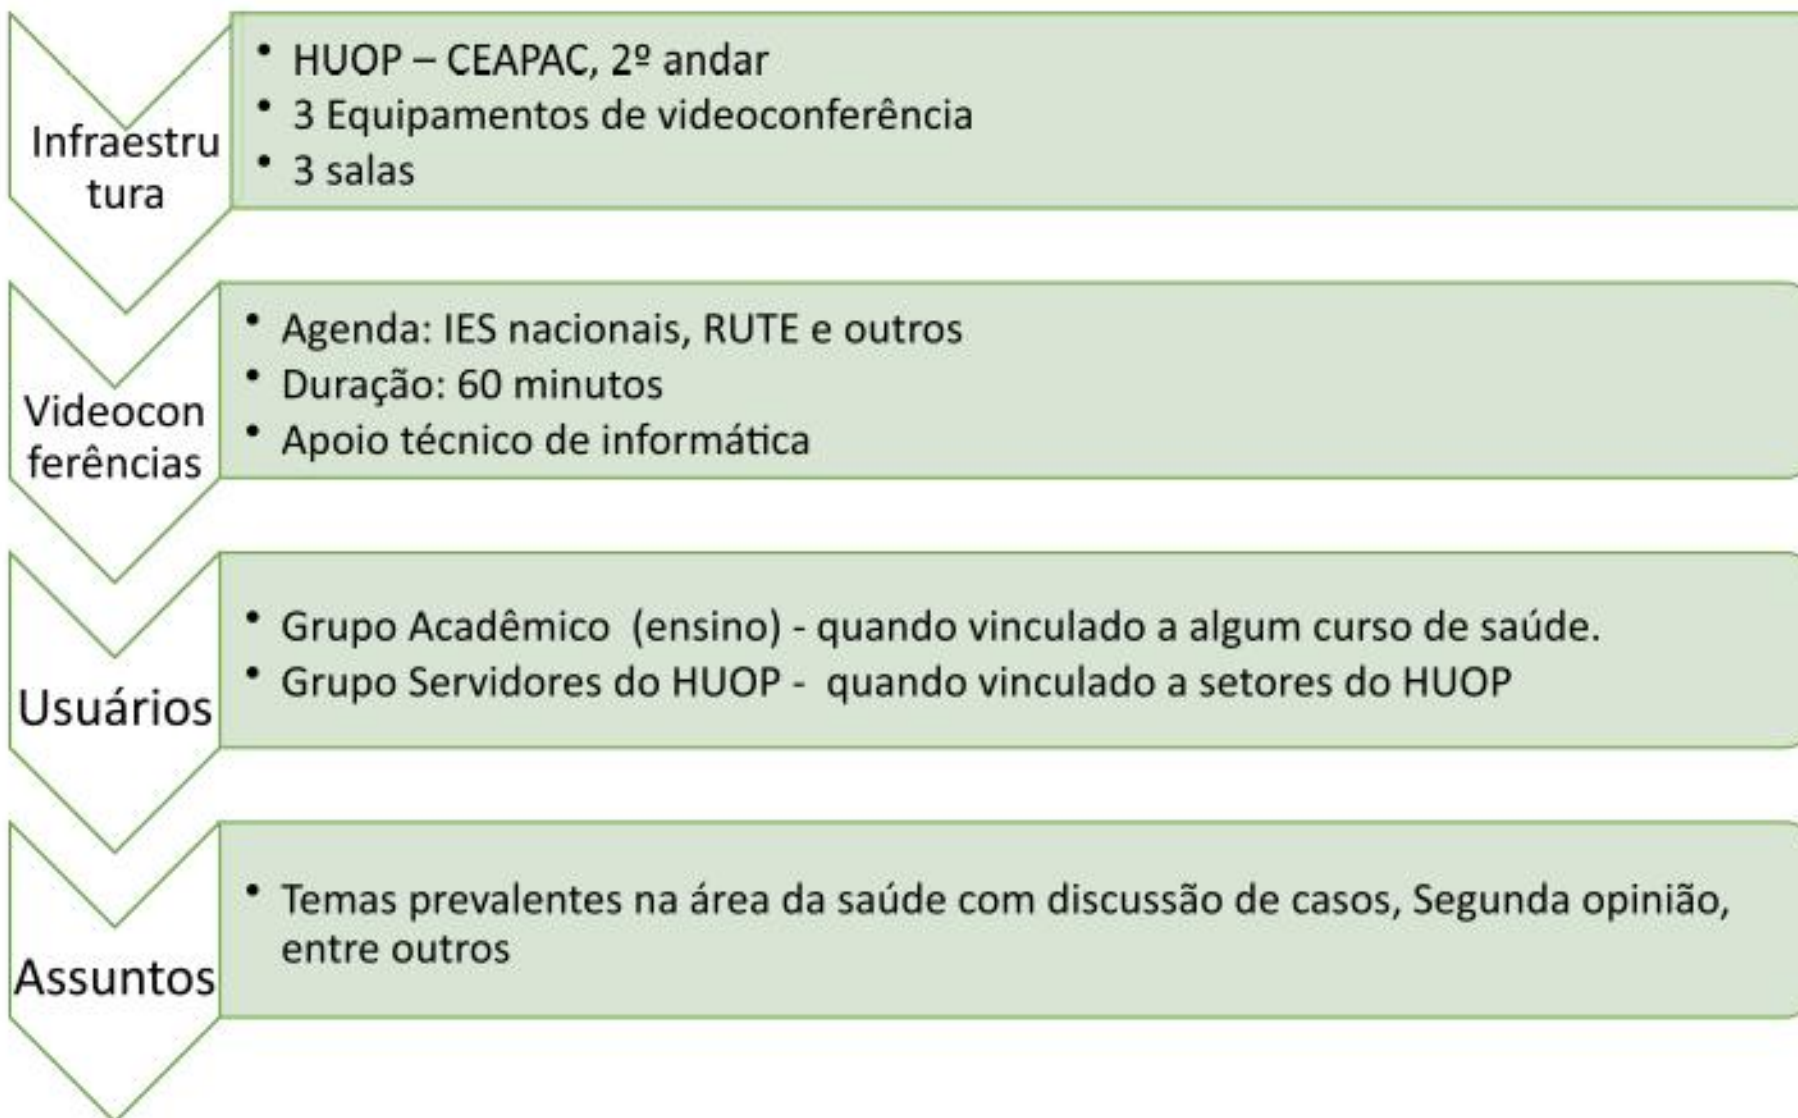 Infraestru
tura
• HUOP – CEAPAC, 2º andar
• 3 Equipamentos de videoconferência
• 3 salas
Videocon
ferências
• Agenda: IES nacionais, RUTE e outros
• Duração: 60 minutos
• Apoio técnico de informática
Usuários
• Grupo Acadêmico  (ensino) - quando vinculado a algum curso de saúde.
• Grupo Servidores do HUOP -  quando vinculado a setores do HUOP
Assuntos
• Temas prevalentes na área da saúde com discussão de casos, Segunda opinião,
entre outros